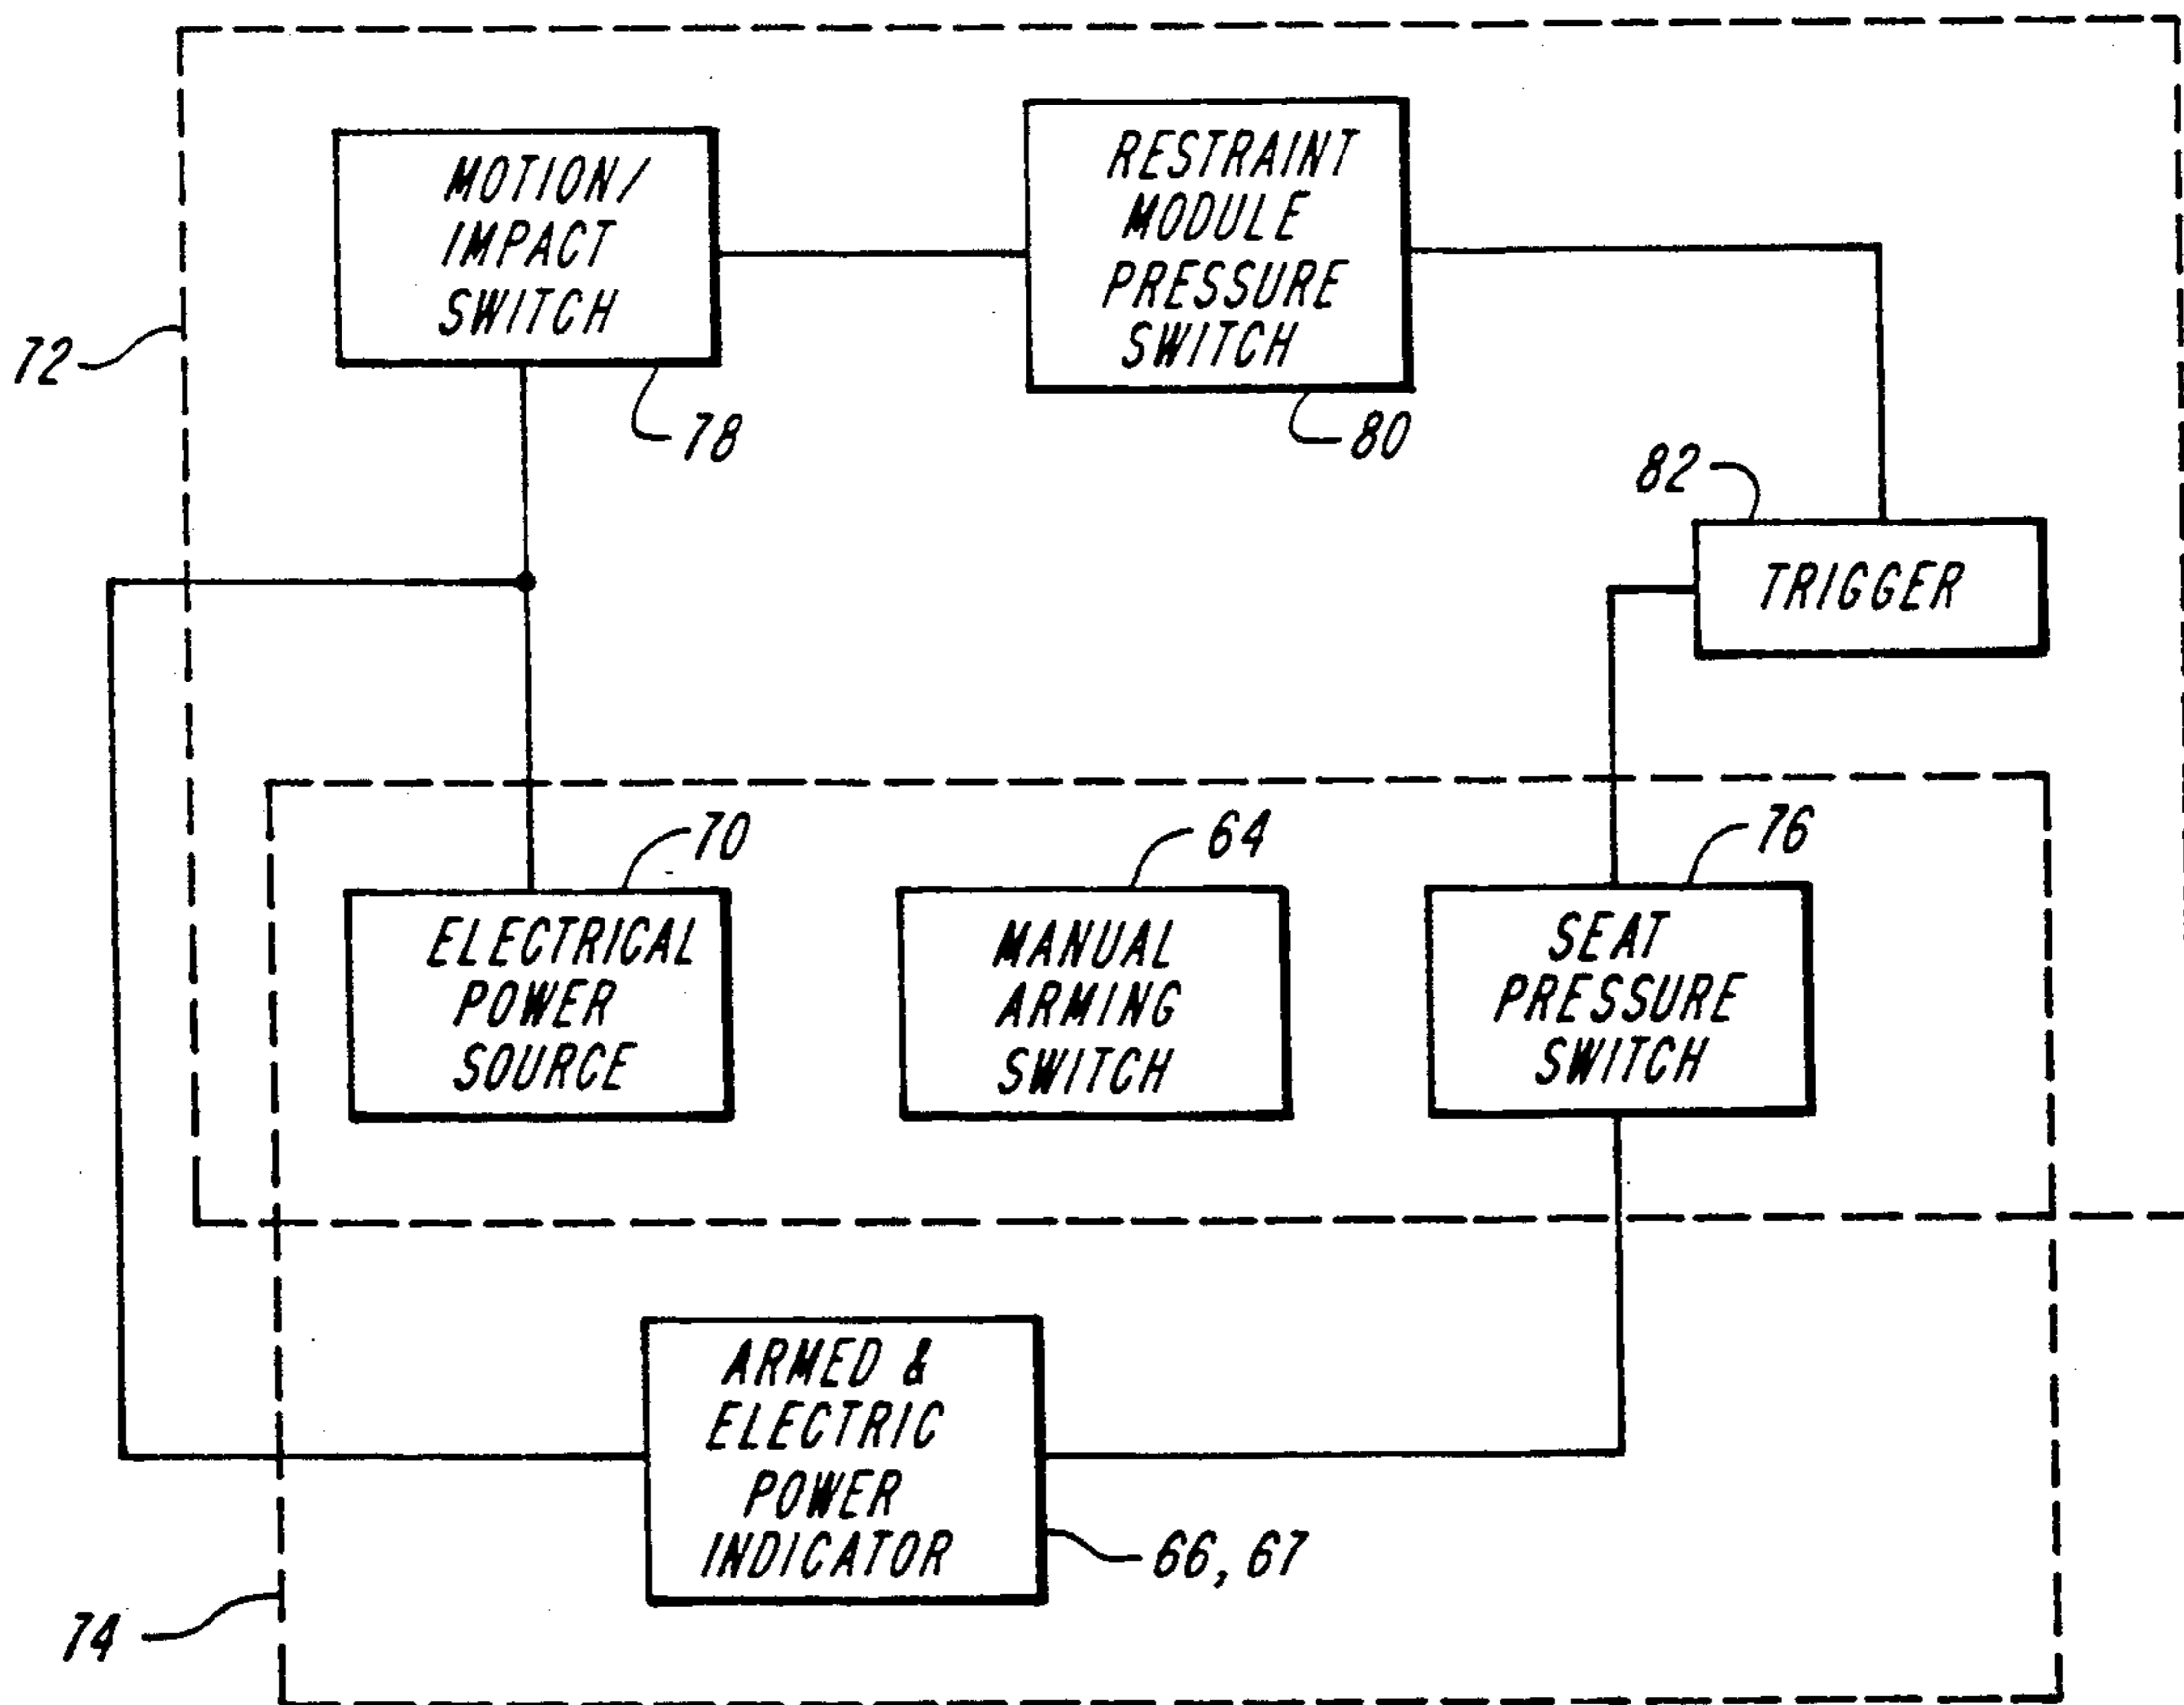 MOTION/
IMPACT
SWITCH
RESTRAINT
MODULE
PRESSURE
SWITCH
72
78
80
82
TRIGGER
70
64
76
ELECTRICAL
POWER
SOURCE
MANUAL
ARMING
SWITCH
SEAT
PRESSURE
SWITCH
ARMED &
ELECTRIC
POWER
INDICATOR
66, 67
74